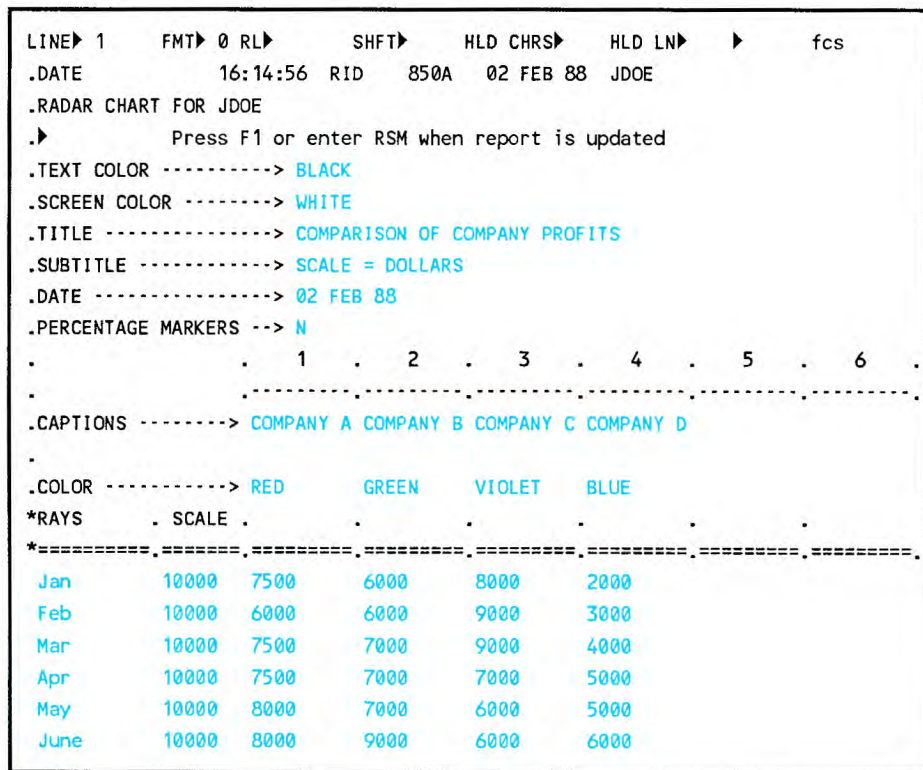 LINE▶ 1 FMT▶ 0 RL▶ SHFT▶ HLD CHRS▶ HLD LN▶ ▶ fcs
.DATE 16:14:56 RID 850A 02 FEB 88 JDOE
.RADAR CHART FOR JDOE
.▶ Press F1 or enter RSM when report is updated
.TEXT COLOR ----------> BLACK
.SCREEN COLOR --------> WHITE
.TITLE ---------------> COMPARISON OF COMPANY PROFITS
.SUBTITLE ------------> SCALE = DOLLARS
.DATE ----------------> 02 FEB 88
.PERCENTAGE MARKERS --> N
. . 1 . 2 . 3 . 4 . 5 . 6 .
. .---------.---------.---------.---------.---------.---------.
.CAPTIONS --------> COMPANY A COMPANY B COMPANY C COMPANY D
.
.COLOR -----------> RED GREEN VIOLET BLUE
*RAYS . SCALE . . . . . .
*==========.=======.=========.=========.=========.=========.=========.=========.
Jan 10000 7500 6000 8000 2000
Feb 10000 6000 6000 9000 3000
Mar 10000 7500 7000 9000 4000
Apr 10000 7500 7000 7000 5000
May 10000 8000 7000 6000 5000
June 10000 8000 9000 6000 6000